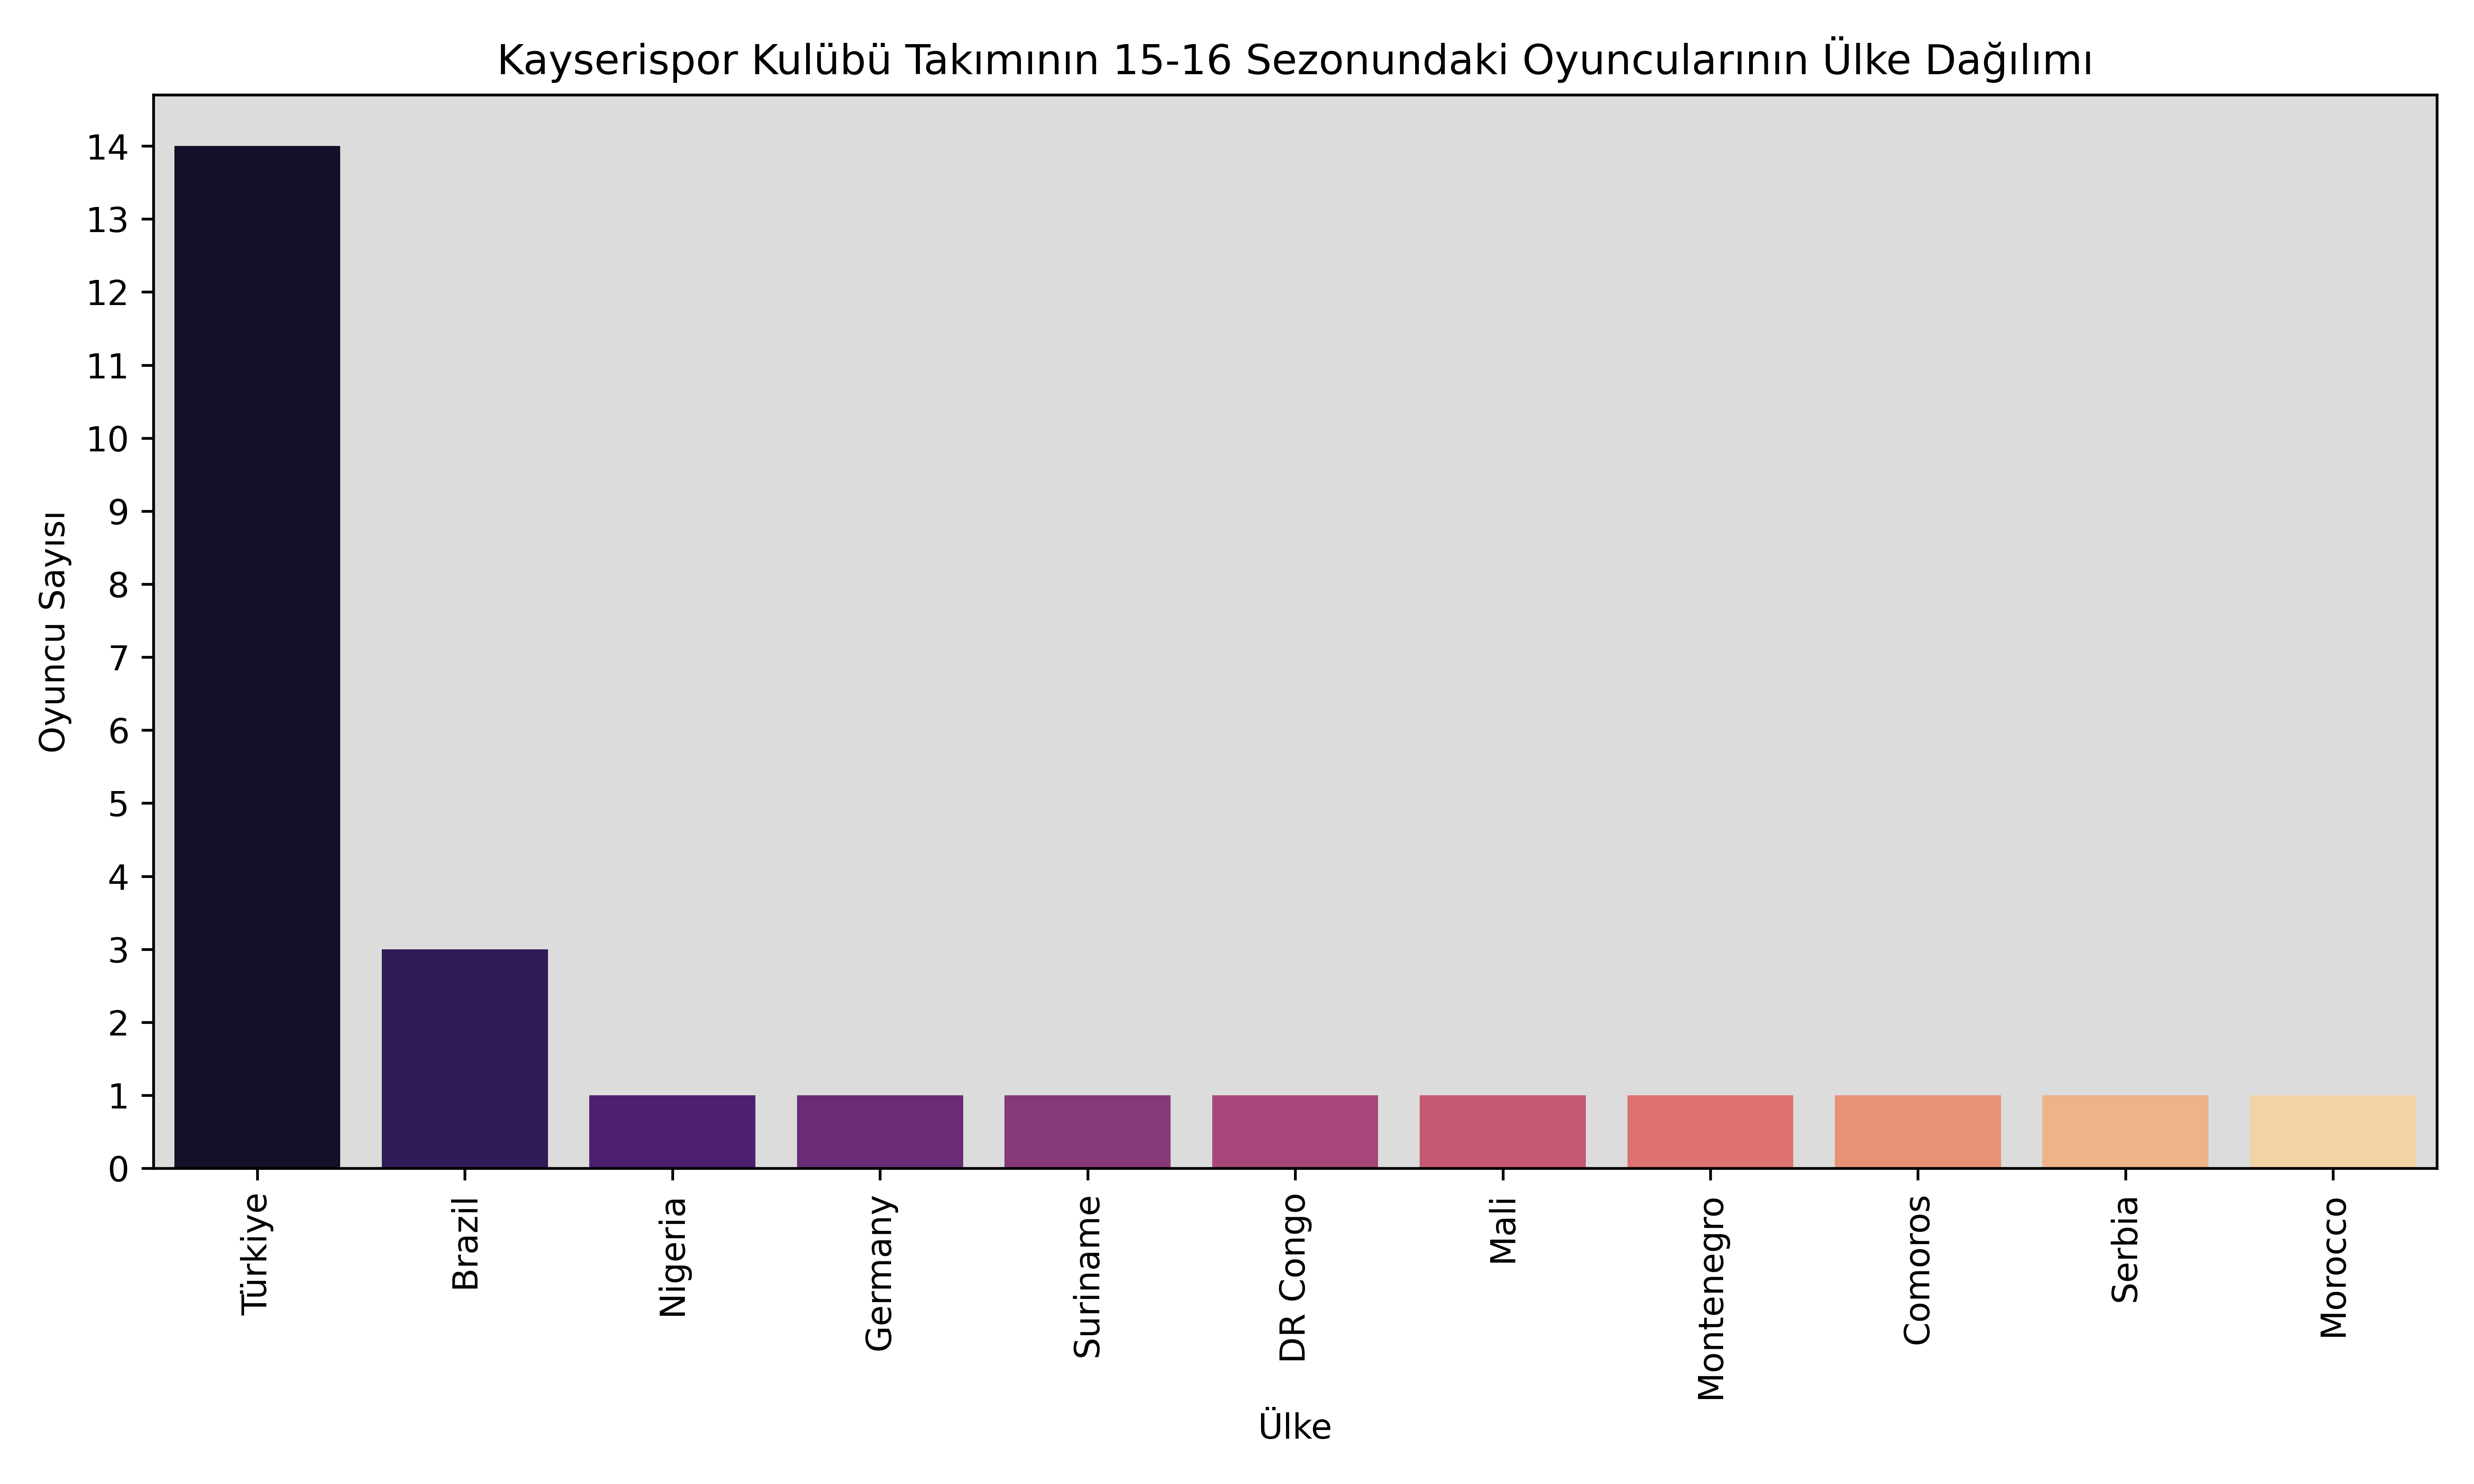 Kayserispor Kulübü Takımının 15-16 Sezonundaki Oyuncularının Ülke Dağılımı
Oyuncu Sayısı
14
13
12
11
10
9
8
7
6
5
4
3
2
1
0
Türkiye
Brazil
Nigeria
Germany
Suriname
DR Congo
Mali
Montenegro
Comoros
Serbia
Morocco
Ülke